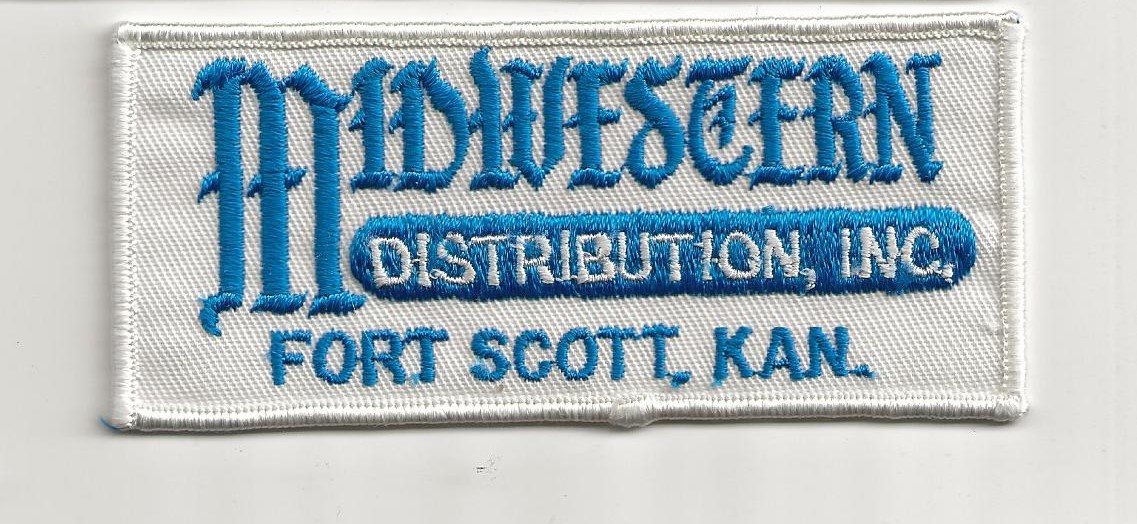 MIDWESTERN
DISTRIBUTION, INC.
FORT SCOTT, KAN.